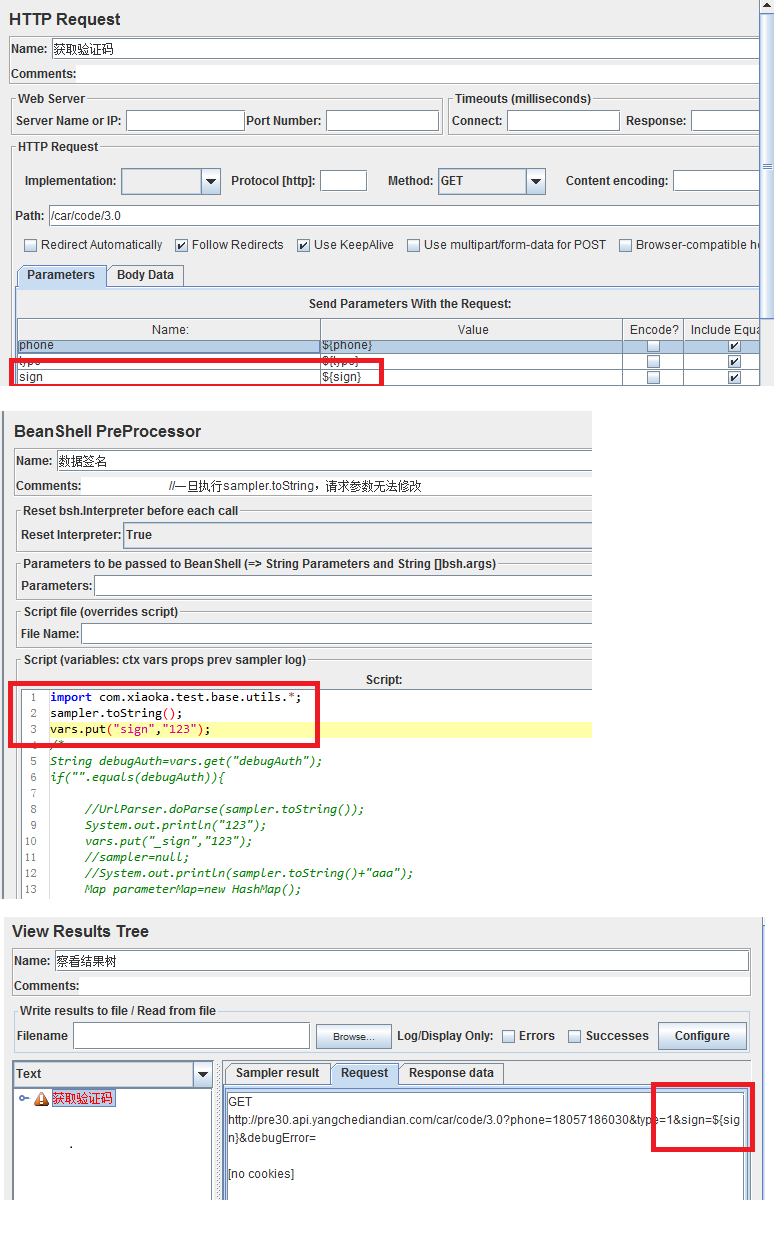 HTTP Request
Name: 获取验证码
Comments:
Web Server
Timeouts (milliseconds)
Server Name or IP: Port Number: Connect: Response:
HTTP Request
Implementation: Protocol [http]: Method: GET Content encoding:
Path: /car/code/3.0
Redirect Automatically Follow Redirects Use KeepAlive Use multipart/form-data for POST Browser-compatible he
Parameters Body Data
Send Parameters With the Request:
Name: Value Encode? Include Equa
phone ${phone}
type ${type}
sign ${sign}
BeanShell PreProcessor
Name: 数据签名
Comments: //一旦执行sampler.toString，请求参数无法修改
Reset bsh.Interpreter before each call
Reset Interpreter: True
Parameters to be passed to BeanShell (=> String Parameters and String []bsh.args)
Parameters:
Script file (overrides script)
File Name:
Script (variables: ctx vars props prev sampler log)
Script:
1 import com.xiaoka.test.base.utils.*;
2 sampler.toString();
3 vars.put("sign","123");
4 /*
5 String debugAuth=vars.get("debugAuth");
6 if("".equals(debugAuth)){
7
8 //UrlParser.doParse(sampler.toString());
9 System.out.println("123");
10 vars.put("_sign","123");
11 //sampler=null;
12 //System.out.println(sampler.toString()+"aaa");
13 Map parameterMap=new HashMap();
View Results Tree
Name: 察看结果树
Comments:
Write results to file / Read from file
Filename Browse... Log/Display Only: Errors Successes Configure
Text
Sampler result Request Response data
获取验证码
GET
http://pre30.api.yangchediandian.com/car/code/3.0?phone=18057186030&type=1&sign=${sig
n}&debugError=
[no cookies]